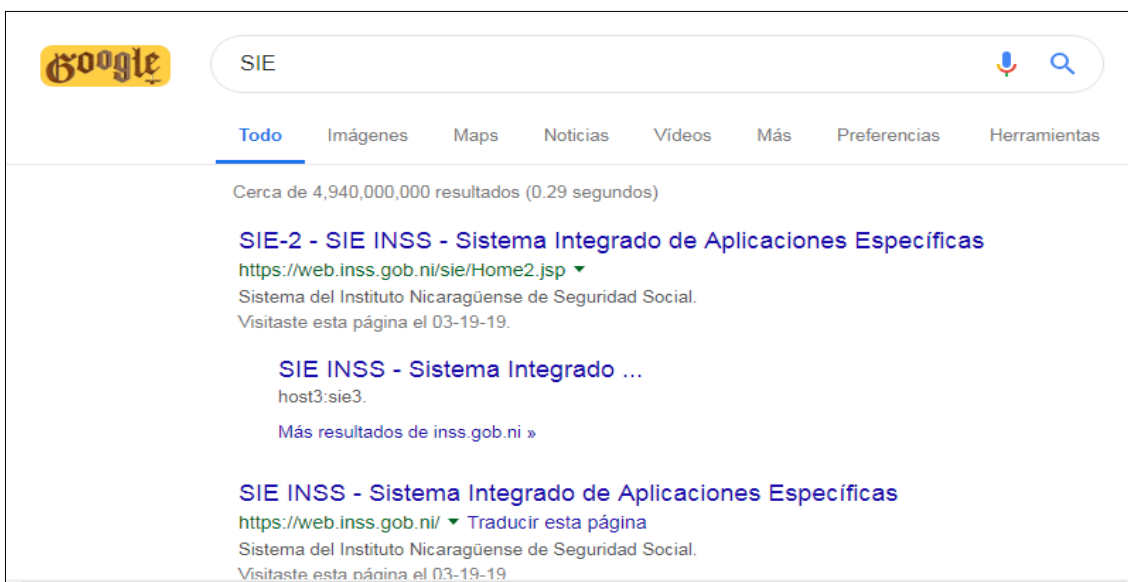 Google
SIE
Todo Imágenes Maps Noticias Vídeos Más Preferencias Herramientas
Cerca de 4,940,000,000 resultados (0.29 segundos)
SIE-2 - SIE INSS - Sistema Integrado de Aplicaciones Específicas
https://web.inss.gob.ni/sie/Home2.jsp
Sistema del Instituto Nicaragüense de Seguridad Social.
Visitaste esta página el 03-19-19.
SIE INSS - Sistema Integrado ...
host3:sie3.
Más resultados de inss.gob.ni »
SIE INSS - Sistema Integrado de Aplicaciones Específicas
https://web.inss.gob.ni/ Traducir esta página
Sistema del Instituto Nicaragüense de Seguridad Social.
Visitaste esta página el 03-19-19